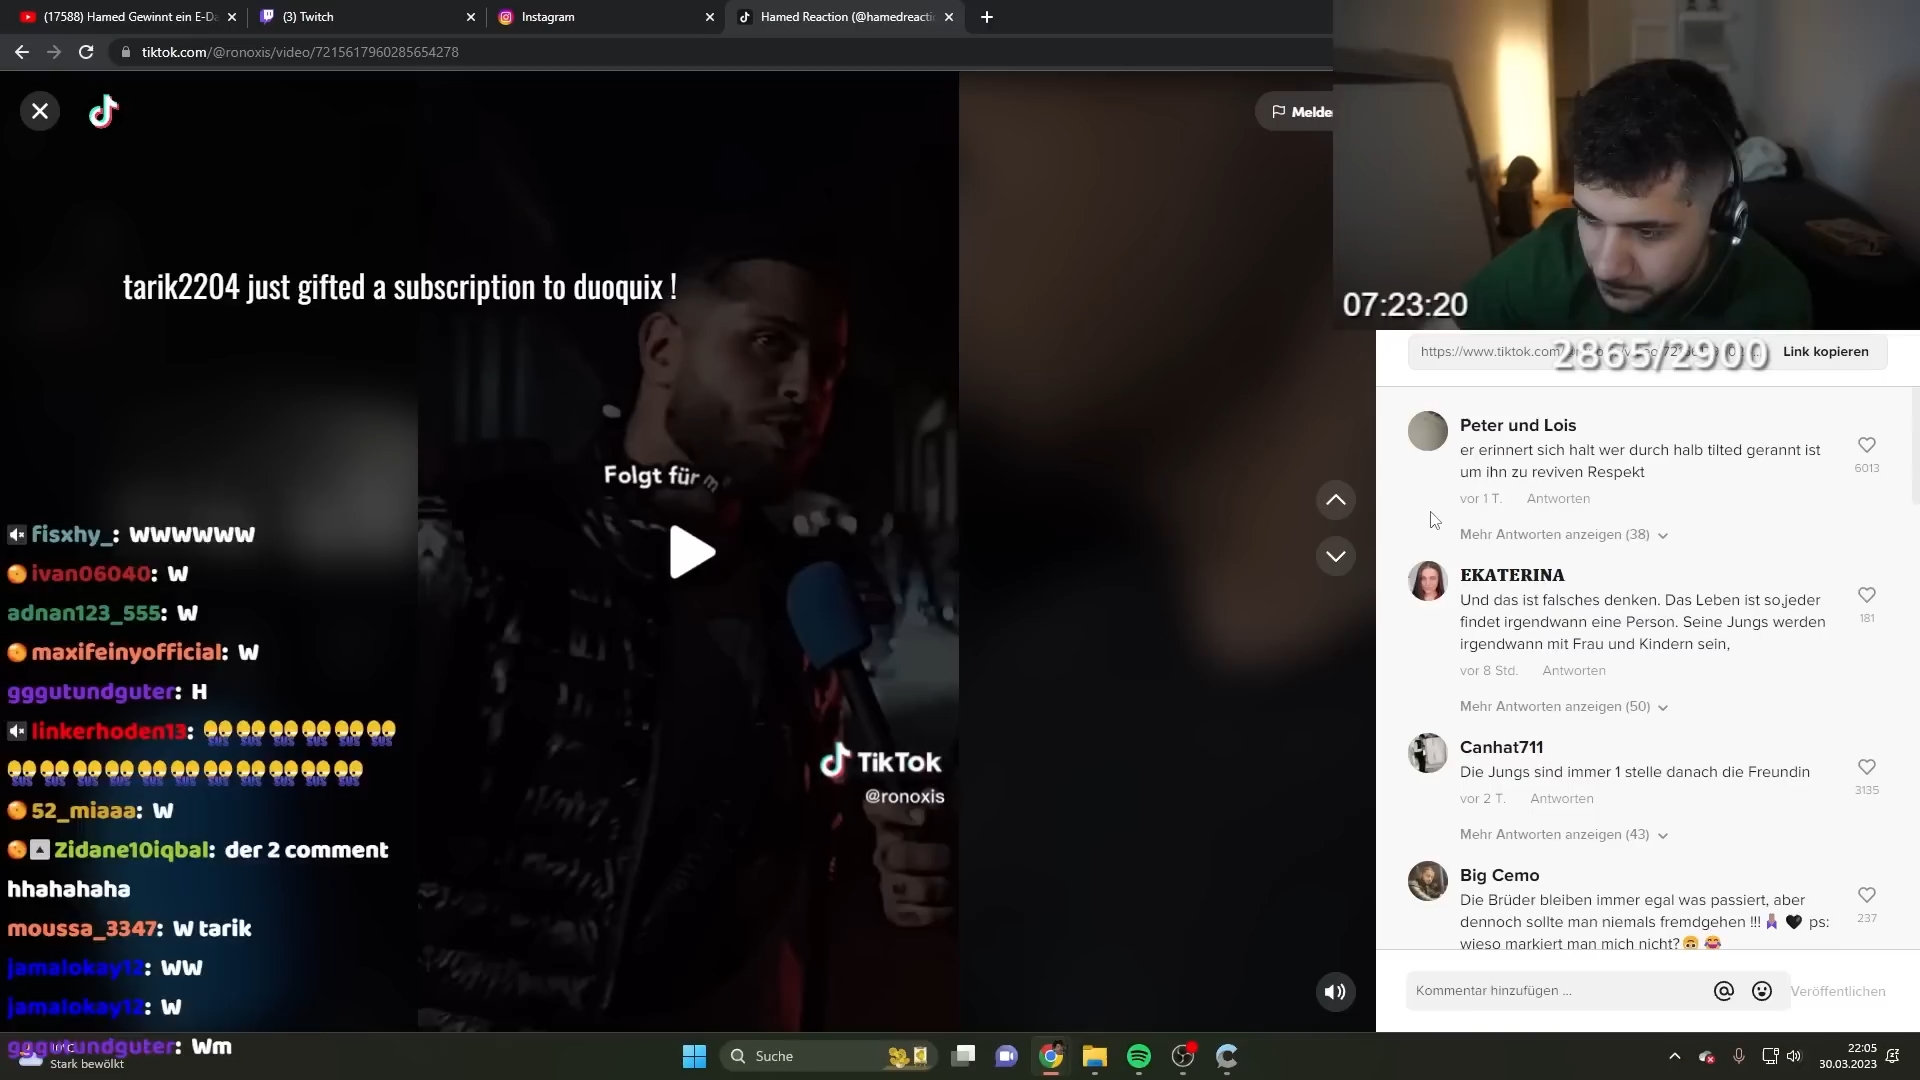 (17588) Hamed Gewinnt ein E-Da
(3) Twitch
Instagram
Hamed Reaction (@hamedreacti
tiktok.com/@ronoxis/video/7215617960285654278
Melde
tarik2204 just gifted a subscription to duoquix !
07:23:20
https://www.tiktok.com/
Link kopieren
2865/2900
Folgt für m
TikTok
@ronoxis
fisxhy_: WWWWWW
ivan06040: W
adnan123_555: W
maxifeinyofficial: W
gggutundguter: H
linkerhoden13:
52_miaaa: W
Zidane10iqbal: der 2 comment
hhahahaha
moussa_3347: W tarik
jamalokay12: WW
jamalokay12: W
gggutundguter: Wm
Peter und Lois
er erinnert sich halt wer durch halb tilted gerannt ist
um ihn zu reviven Respekt
6013
vor 1 T. Antworten
Mehr Antworten anzeigen (38)
EKATERINA
Und das ist falsches denken. Das Leben ist so,jeder
findet irgendwann eine Person. Seine Jungs werden
irgendwann mit Frau und Kindern sein,
181
vor 8 Std. Antworten
Mehr Antworten anzeigen (50)
Canhat711
Die Jungs sind immer 1 stelle danach die Freundin
3135
vor 2 T. Antworten
Mehr Antworten anzeigen (43)
Big Cemo
Die Brüder bleiben immer egal was passiert, aber
dennoch sollte man niemals fremdgehen !!! 🖤 ps:
wieso markiert man mich nicht?🙃😂
237
Kommentar hinzufügen ...
Veröffentlichen
Stark bewölkt
Suche
22:05
30.03.2023